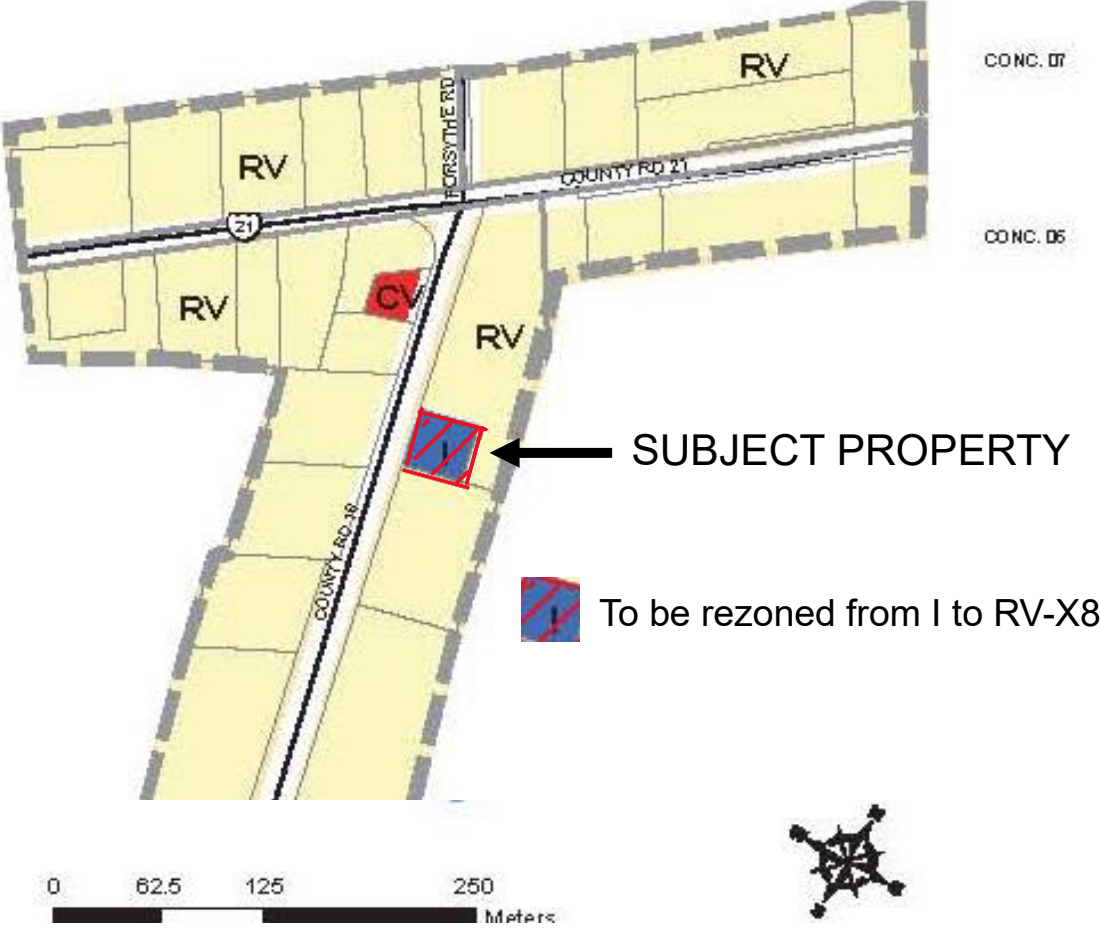 CONC. 07
RV
FORSYTHE RD
RV
COUNTY RD 21
21
CONC. 06
CV
RV
RV
I
SUBJECT PROPERTY
COUNTY RD 18
I
To be rezoned from I to RV-X8
0 62.5 125 250
Meters